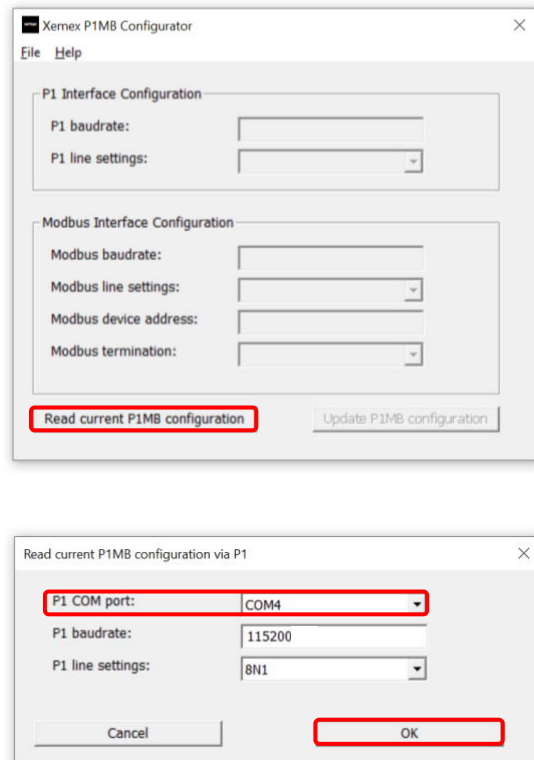 Xemex P1MB Configurator
File Help
P1 Interface Configuration
P1 baudrate:
P1 line settings:
Modbus Interface Configuration
Modbus baudrate:
Modbus line settings:
Modbus device address:
Modbus termination:
Read current P1MB configuration Update P1MB configuration
Read current P1MB configuration via P1
P1 COM port: COM4
P1 baudrate: 115200
P1 line settings: 8N1
Cancel OK